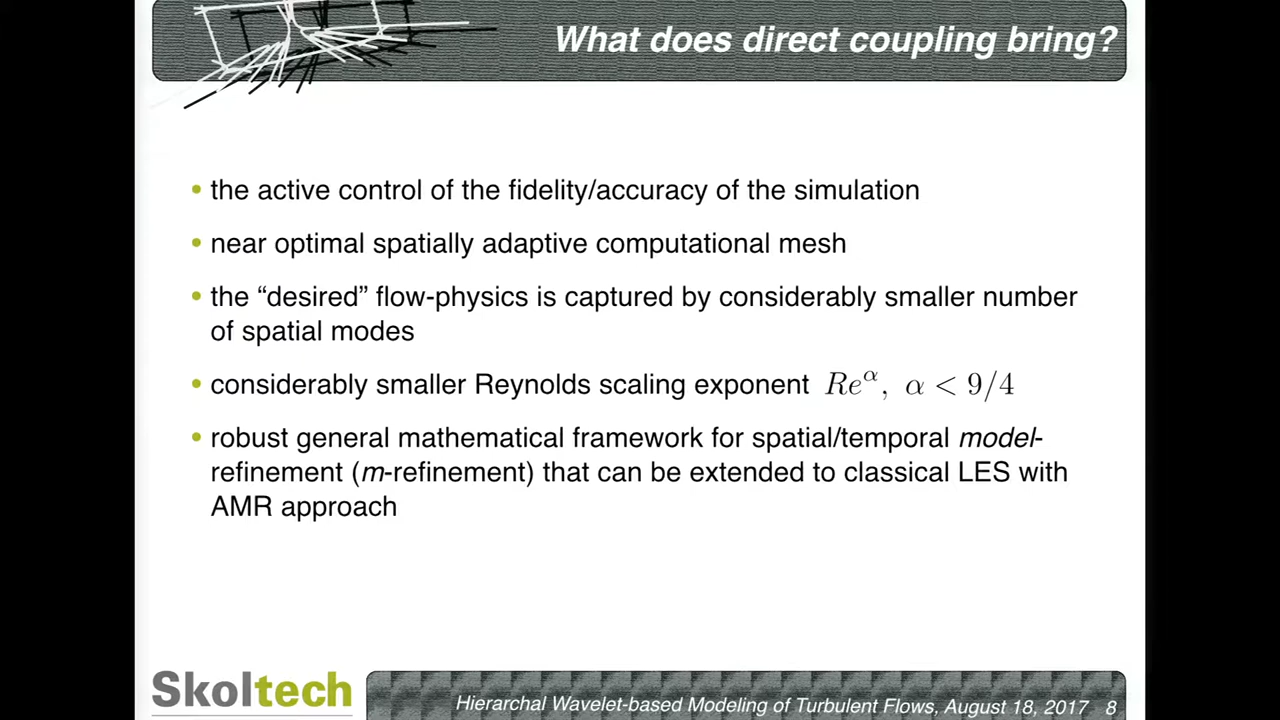 What does direct coupling bring?
• the active control of the fidelity/accuracy of the simulation
• near optimal spatially adaptive computational mesh
• the “desired” flow-physics is captured by considerably smaller number
of spatial modes
• considerably smaller Reynolds scaling exponent Re^α, α < 9/4
• robust general mathematical framework for spatial/temporal model-
refinement (m-refinement) that can be extended to classical LES with
AMR approach
Skoltech
Hierarchal Wavelet-based Modeling of Turbulent Flows, August 18, 2017 8